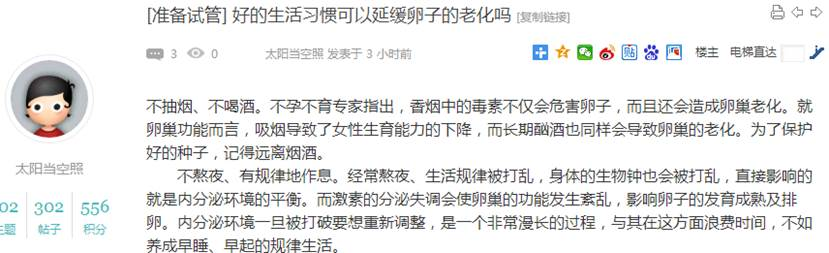 [准备试管] 好的生活习惯可以延缓卵子的老化吗 [复制链接]
3 0 太阳当空照 发表于 3 小时前 贴 楼主 电梯直达
不抽烟、不喝酒。不孕不育专家指出，香烟中的毒素不仅会危害卵子，而且还会造成卵巢老化。就
卵巢功能而言，吸烟导致了女性生育能力的下降，而长期酗酒也同样会导致卵巢的老化。为了保护
好的种子，记得远离烟酒。
不熬夜、有规律地作息。经常熬夜、生活规律被打乱，身体的生物钟也会被打乱，直接影响的
就是内分泌环境的平衡。而激素的分泌失调会使卵巢的功能发生紊乱，影响卵子的发育成熟及排
卵。内分泌环境一旦被打破要想重新调整，是一个非常漫长的过程，与其在这方面浪费时间，不如
养成早睡、早起的规律生活。
太阳当空照
02 302 556
主题 帖子 积分